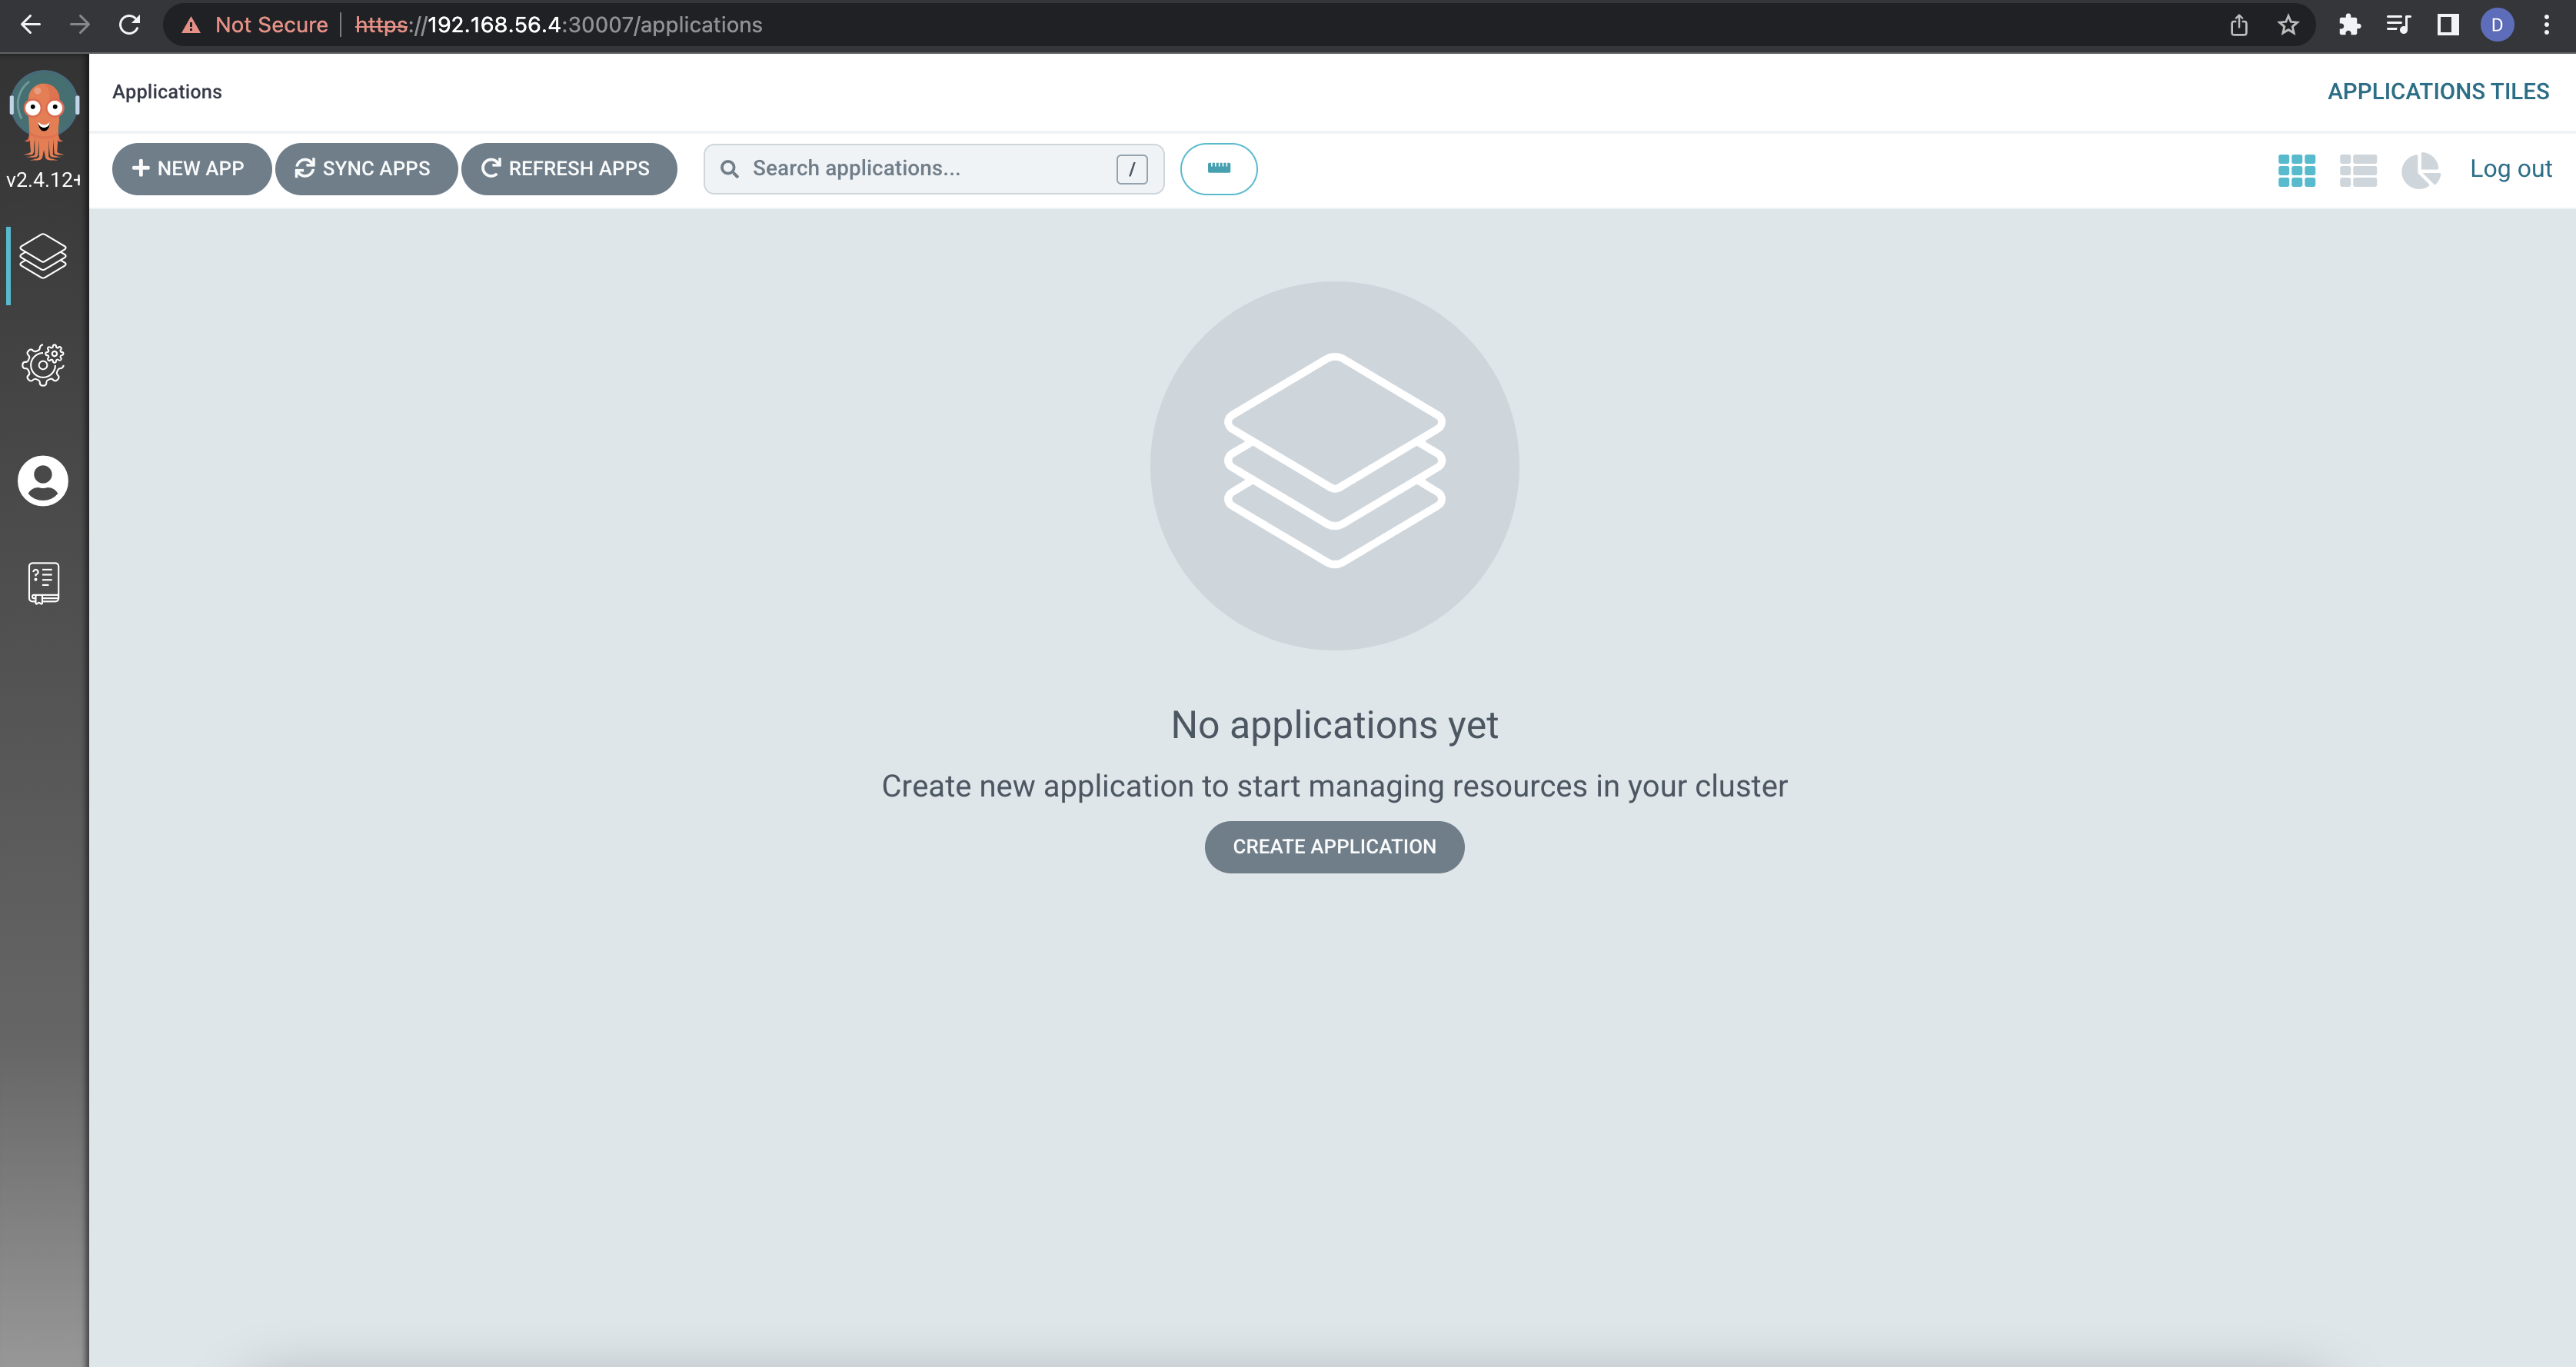 Not Secure | https://192.168.56.4:30007/applications
D
v2.4.12+
Applications
APPLICATIONS TILES
NEW APP
SYNC APPS
REFRESH APPS
Search applications...
/
Log out
No applications yet
Create new application to start managing resources in your cluster
CREATE APPLICATION